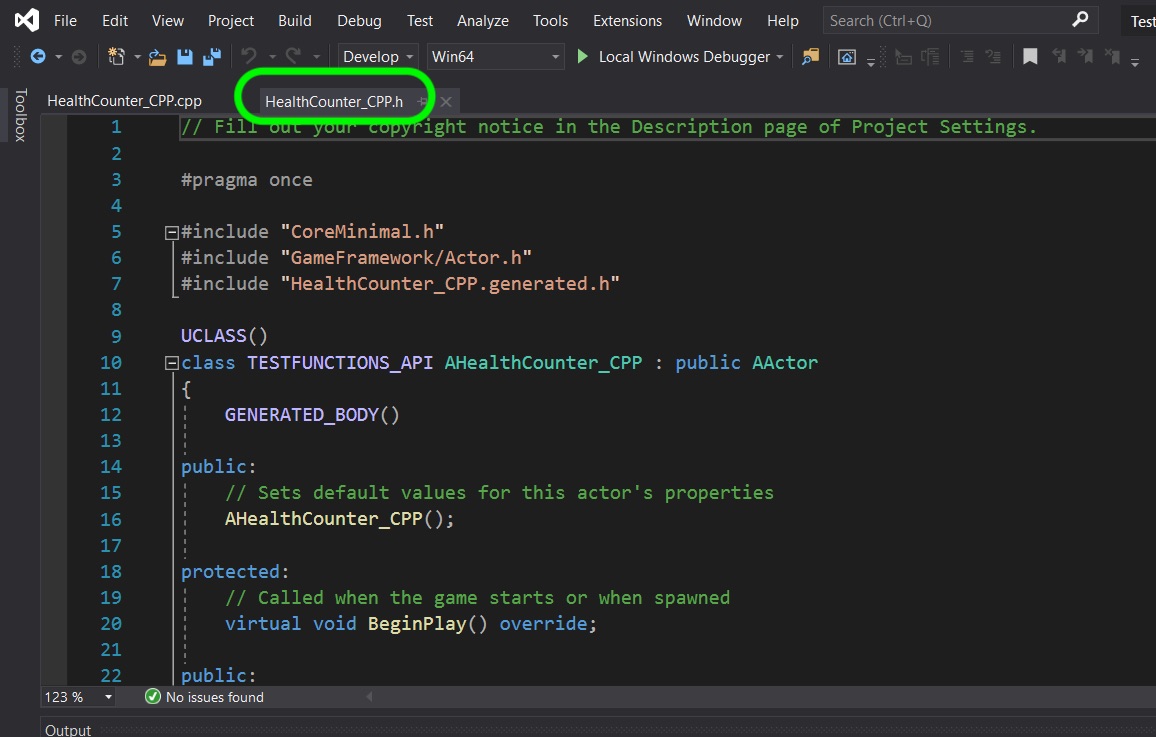 File Edit View Project Build Debug Test Analyze Tools Extensions Window Help Search (Ctrl+Q) Test
Develop Win64 Local Windows Debugger
HealthCounter_CPP.cpp HealthCounter_CPP.h
Toolbox
1 // Fill out your copyright notice in the Description page of Project Settings.
2
3 #pragma once
4
5 #include "CoreMinimal.h"
6 #include "GameFramework/Actor.h"
7 #include "HealthCounter_CPP.generated.h"
8
9 UCLASS()
10 class TESTFUNCTIONS_API AHealthCounter_CPP : public AActor
11 {
12 GENERATED_BODY()
13
14 public:
15 // Sets default values for this actor's properties
16 AHealthCounter_CPP();
17
18 protected:
19 // Called when the game starts or when spawned
20 virtual void BeginPlay() override;
21
22 public:
123 % No issues found
Output